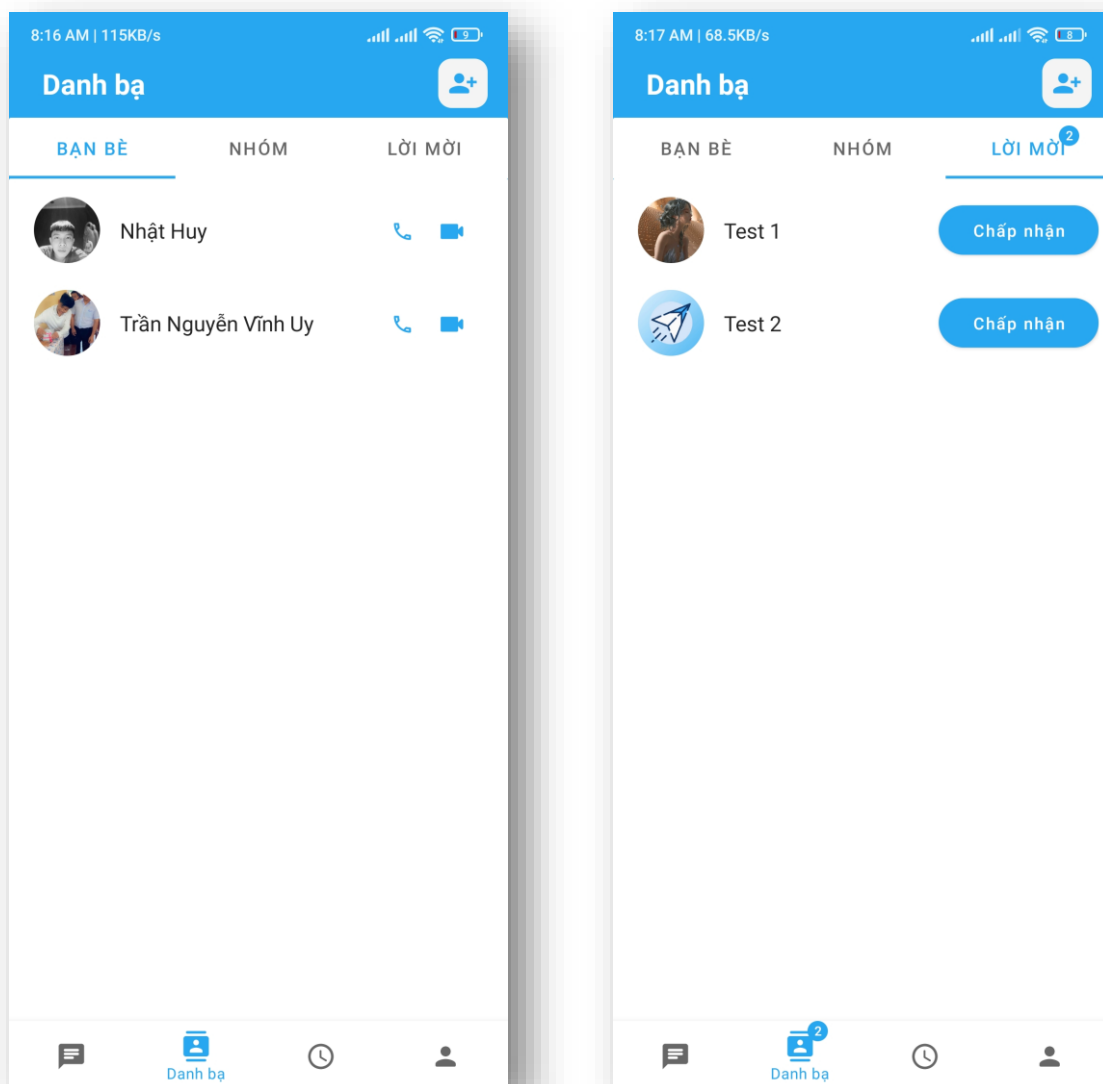 8:16 AM | 115KB/s
9
Danh bạ
BẠN BÈ
NHÓM
LỜI MỜI
Nhật Huy
Trần Nguyễn Vĩnh Uy
Danh bạ
8:17 AM | 68.5KB/s
8
Danh bạ
BẠN BÈ
NHÓM
LỜI MỜI
2
Test 1
Chấp nhận
Test 2
Chấp nhận
2
Danh bạ